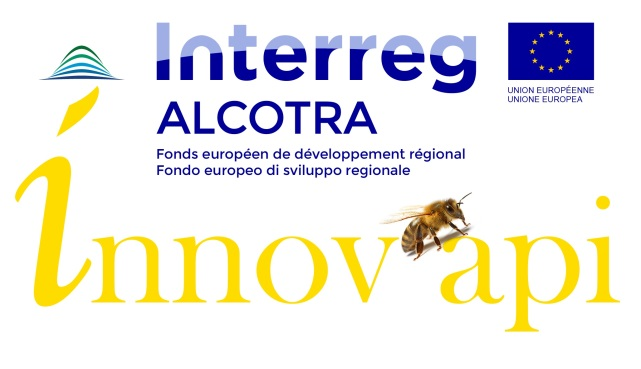 Interreg
ALCOTRA
UNION EUROPÉENNE
UNIONE EUROPEA
Fonds européen de développement régional
Fondo europeo di sviluppo regionale
innov'api